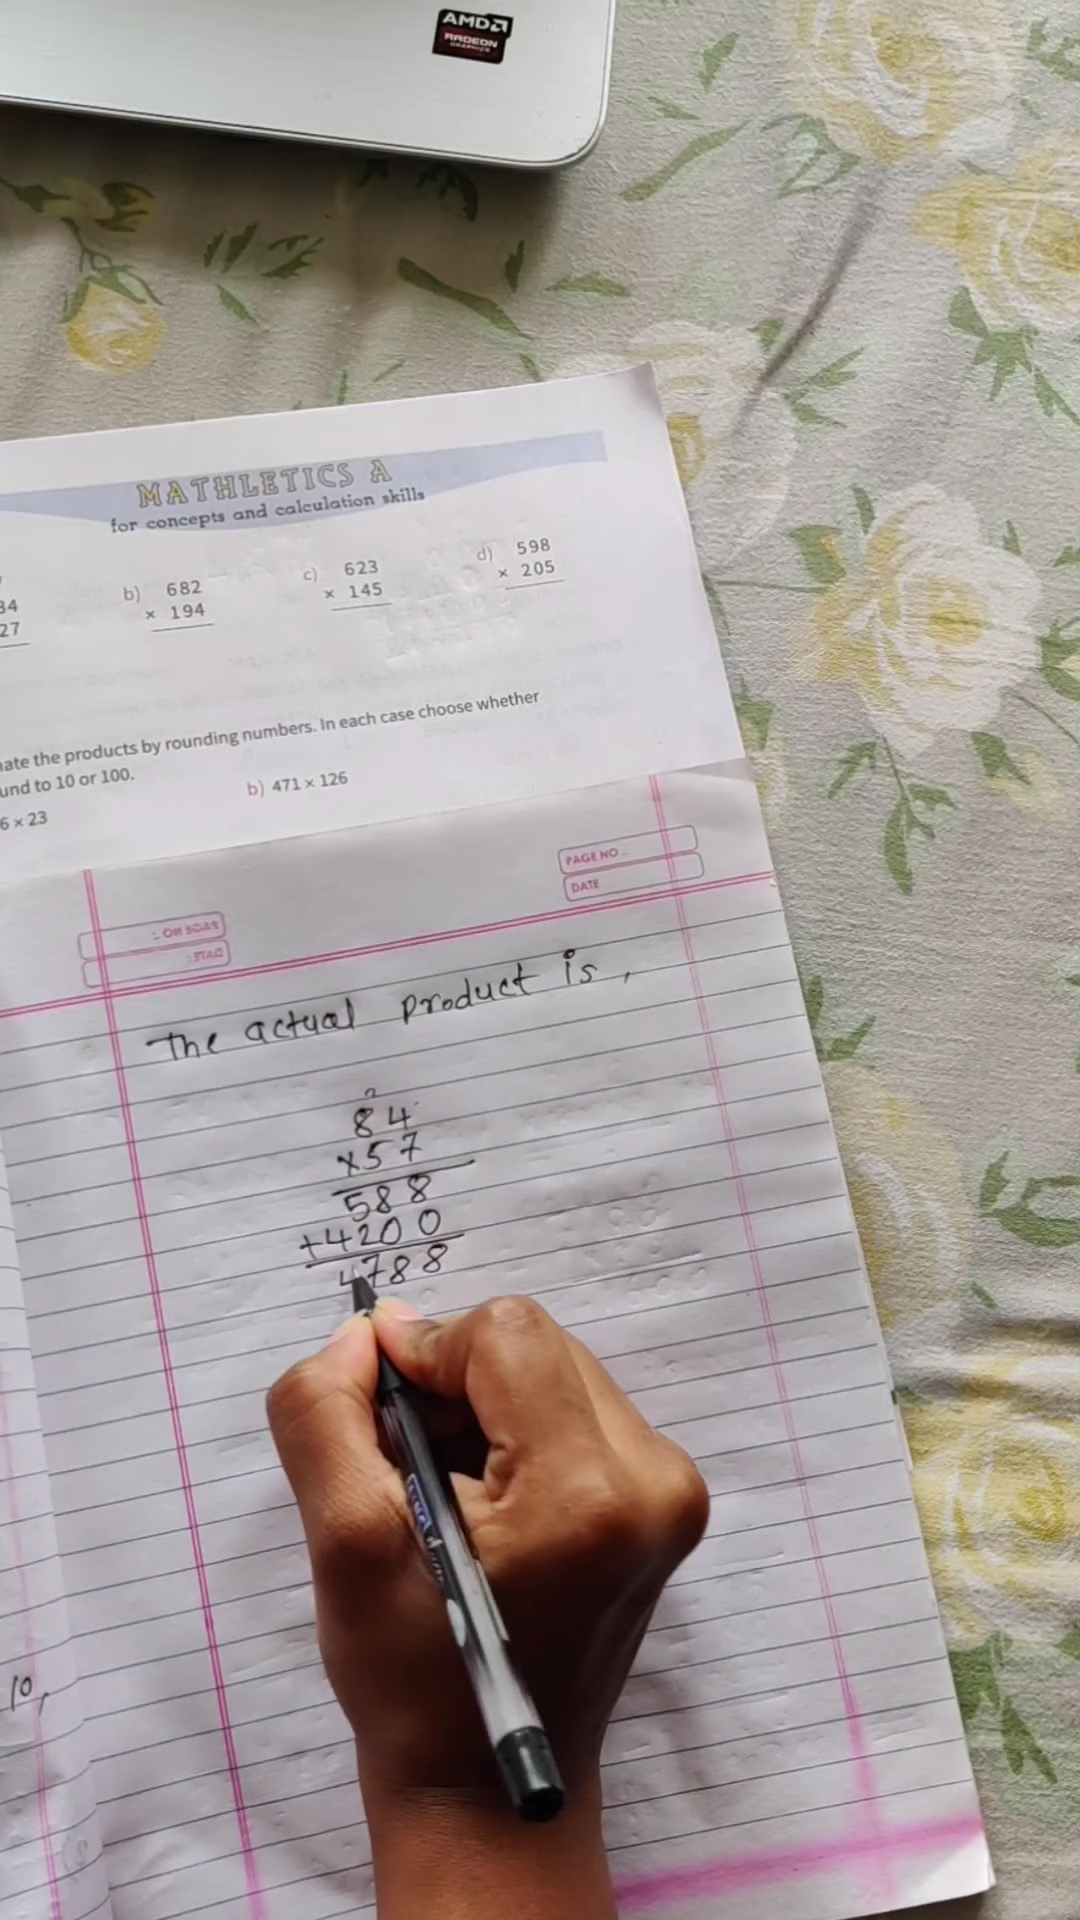 AMD
RADEON
GRAPHICS
MATHLETICS A
for concepts and calculation skills
34
27
b) 682
× 194
c) 623
× 145
d) 598
× 205
ate the products by rounding numbers. In each case choose whether
und to 10 or 100.
6 × 23
b) 471 × 126
PAGE NO
DATE
The actual product is,
2
84
×57
588
+4200
4788
10,